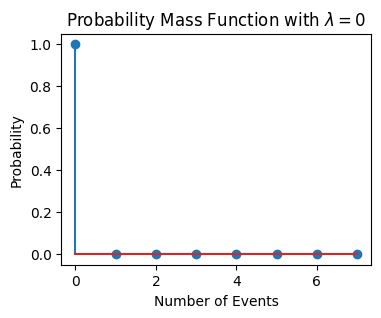 Probability Mass Function with λ = 0
1.0
0.8
0.6
0.4
0.2
0.0
Probability
0 2 4 6
Number of Events